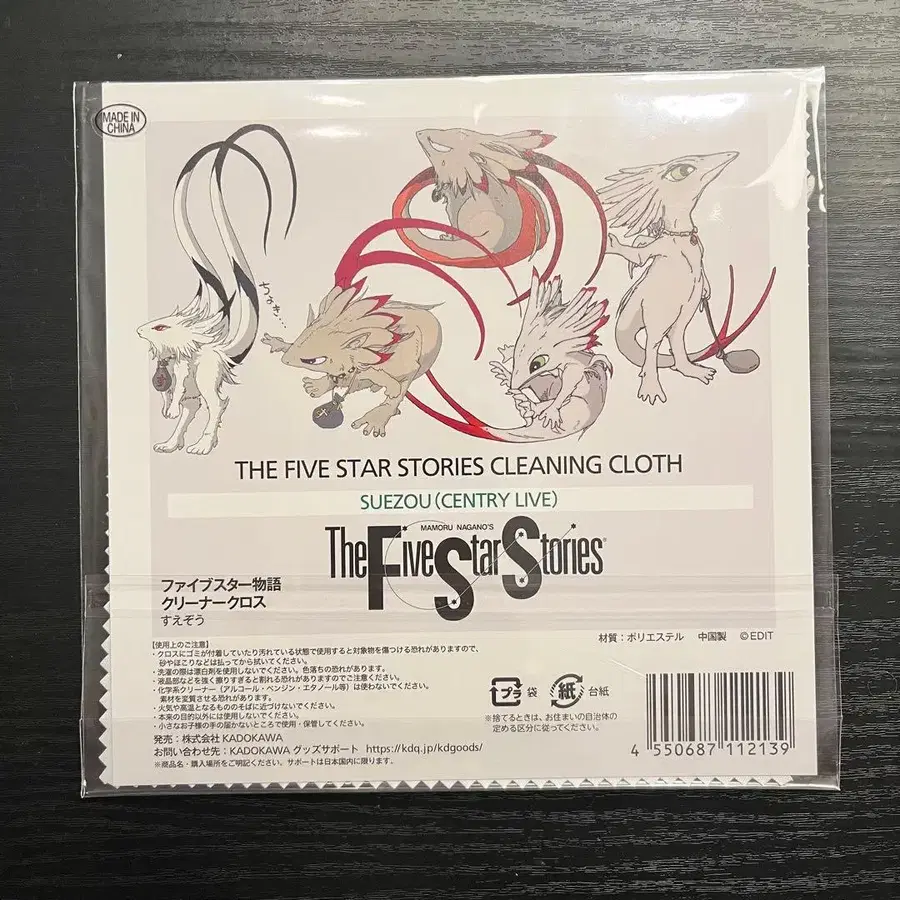 MADE IN
CHINA
ちょき…
THE FIVE STAR STORIES CLEANING CLOTH
SUEZOU(CENTRY LIVE)
MAMORU NAGANO'S
The Five Star Stories®
ファイブスター物語
クリーナークロス
すえぞう
材質：ポリエステル 中国製 ©EDIT
【使用上のご注意】
・クロスにゴミが付着していたり汚れている状態で使用すると対象物を傷つける恐れがありますので、
砂やほこりなどは払ってから拭いてください。
・洗濯の際は漂白剤を使用しないでください。色落ちの恐れがあります。
・液晶部などを強く擦りすぎると割れる恐れがありますのでご注意ください。
・化学系クリーナー（アルコール・ベンジン・エタノール等）は使わないでください。
素材を変質させる恐れがあります。
・火気や高温となるもののそばに近づけないでください。
・本来の目的以外には使用しないでください。
・小さなお子様の手の届かないところで使用・保管してください。
発売：株式会社 KADOKAWA
お問い合わせ先：KADOKAWA グッズサポート https://kdq.jp/kdgoods/
※商品名・購入場所をご明記ください。サポートは日本国内に限ります。
プラ 袋 紙 台紙
※捨てるときは、お住まいの自治体の
定める区分に従ってください。
4 550687 112139